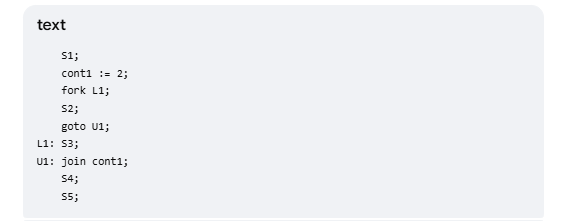 text
S1;
cont1 := 2;
fork L1;
S2;
goto U1;
L1: S3;
U1: join cont1;
S4;
S5;